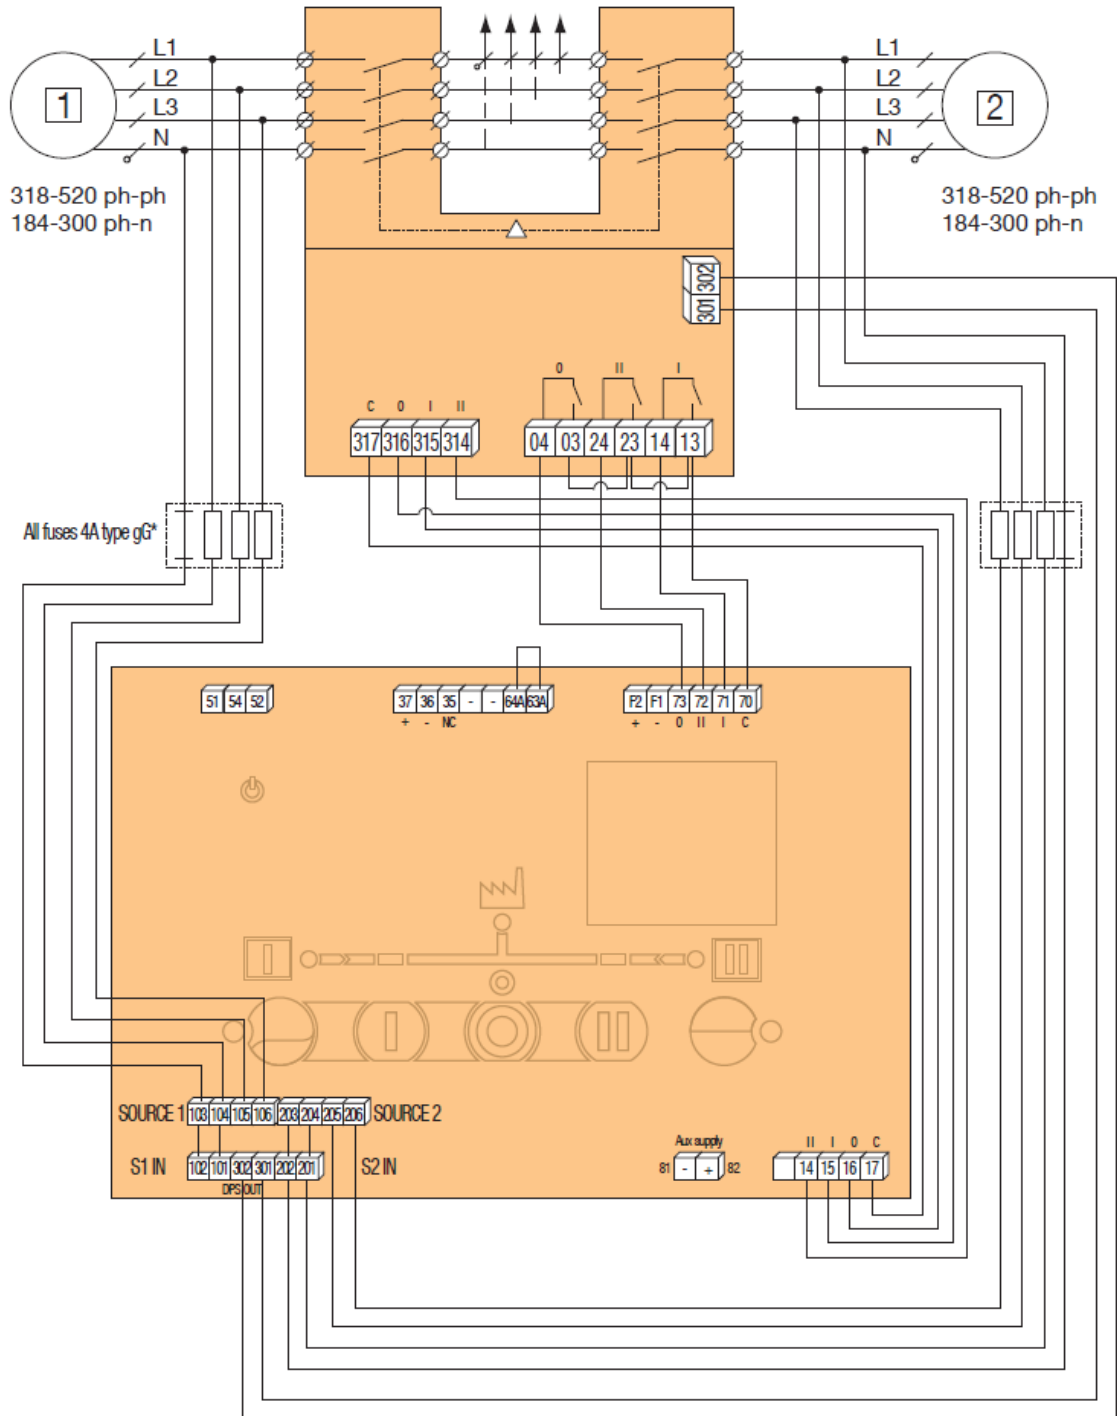 L1 L1
L2 L2
1 L3 L3 2
N N
318-520 ph-ph 318-520 ph-ph
184-300 ph-n 184-300 ph-n
302
301
0 II I
C 0 I II
317 316 315 314 04 03 24 23 14 13
All fuses 4A type gG*
51 54 52 37 36 35 - - 64A 63A F2 F1 73 72 71 70
+ - NC + - 0 II I C
I II
I II
SOURCE 1 103 104 105 106 203 204 205 206 SOURCE 2
Aux supply II I 0 C
S1 IN 102 101 302 301 202 201 S2 IN 81 - + 82 14 15 16 17
DPS OUT